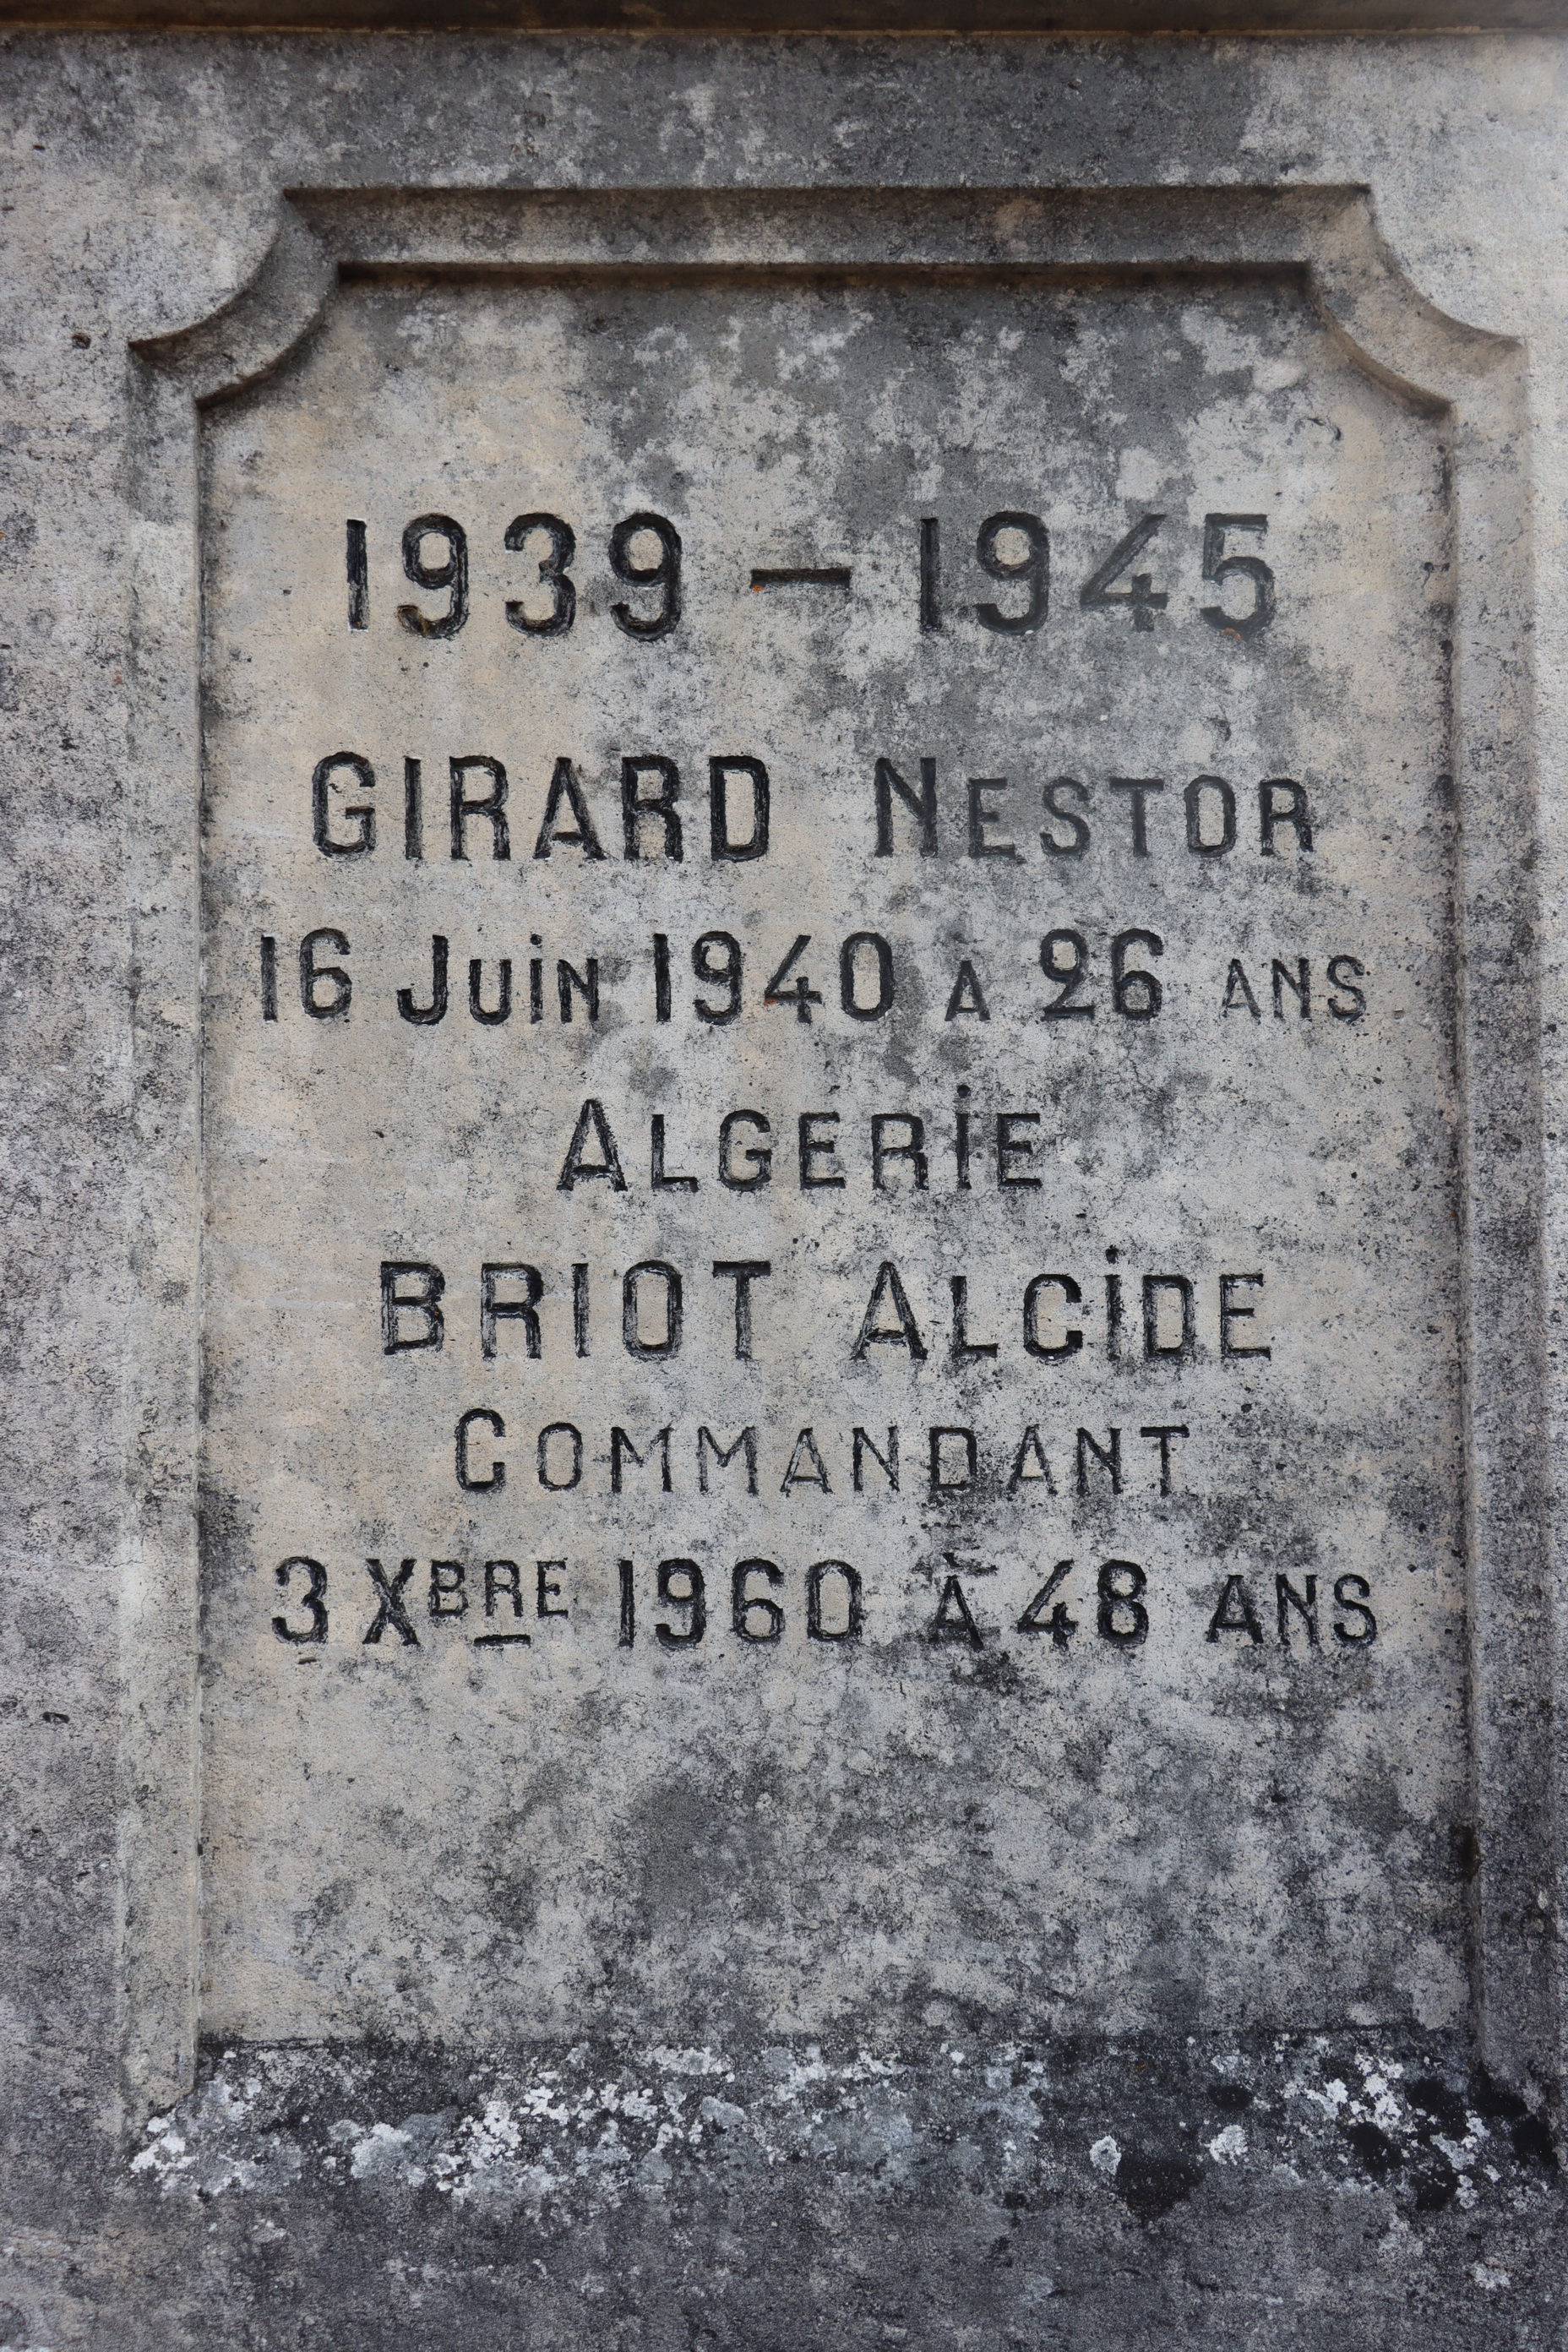 1939 — 1945
GIRARD NESTOR
16 Juin 1940 A 26 ANS
ALGERiE
BRIOT ALCiDE
COMMANDANT
3 XBRE 1960 À 48 ANS